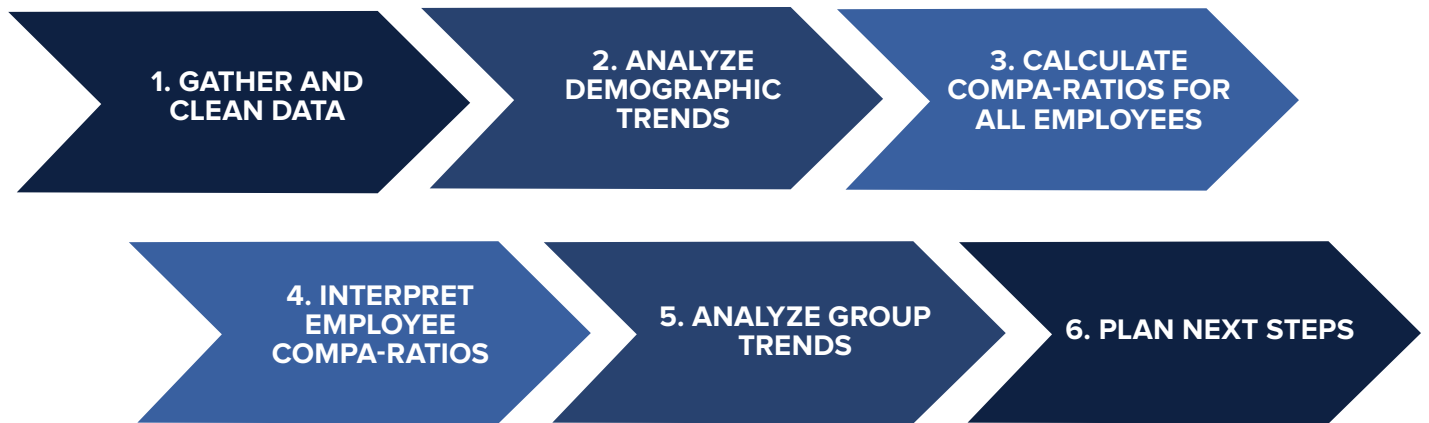 1. GATHER AND
CLEAN DATA
2. ANALYZE
DEMOGRAPHIC
TRENDS
3. CALCULATE
COMPA-RATIOS FOR
ALL EMPLOYEES
4. INTERPRET
EMPLOYEE
COMPA-RATIOS
5. ANALYZE GROUP
TRENDS
6. PLAN NEXT STEPS